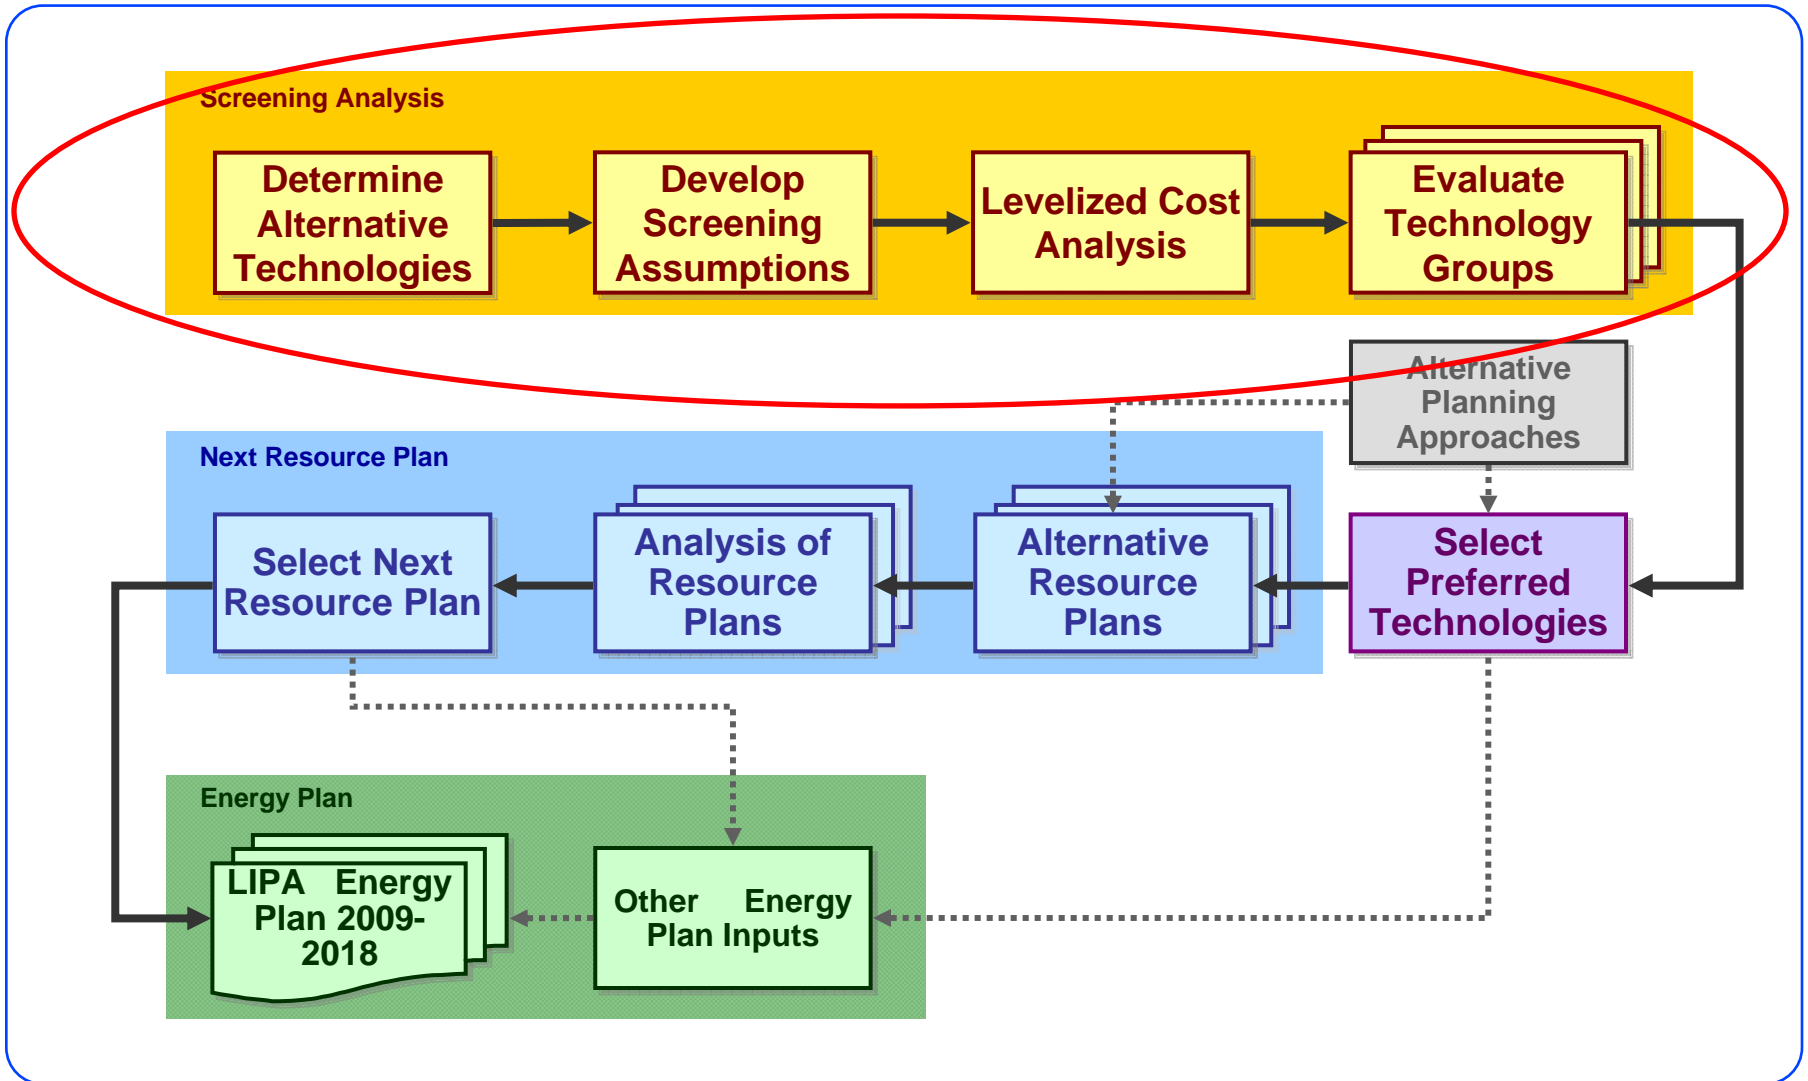 Screening Analysis
Determine
Alternative
Technologies
Develop
Screening
Assumptions
Levelized Cost
Analysis
Evaluate
Technology
Groups
Alternative
Planning
Approaches
Next Resource Plan
Select Next
Resource Plan
Analysis of
Resource
Plans
Alternative
Resource
Plans
Select
Preferred
Technologies
Energy Plan
LIPA Energy
Plan 2009-
2018
Other Energy
Plan Inputs